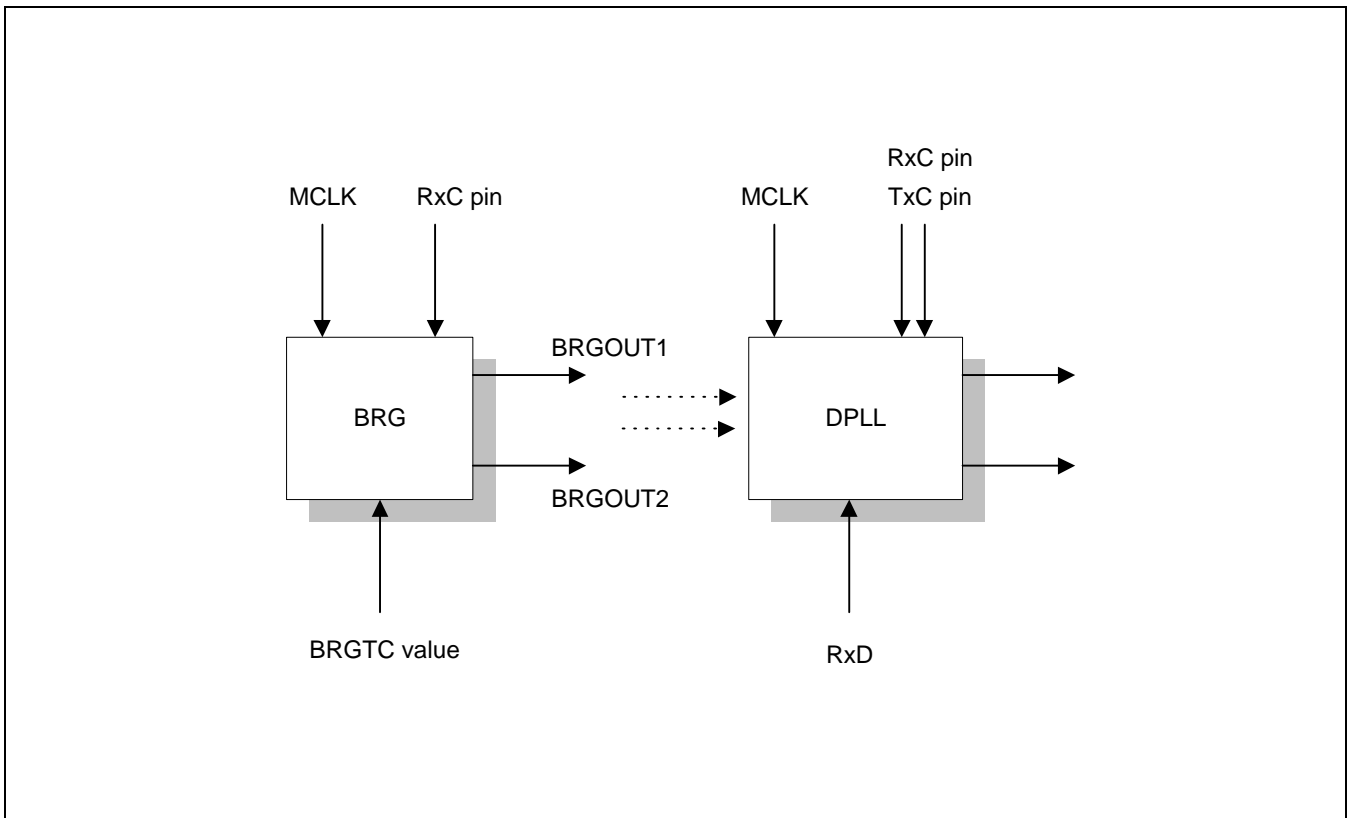 RxC pin
MCLK RxC pin MCLK TxC pin
BRGOUT1
BRG DPLL
BRGOUT2
BRGTC value RxD